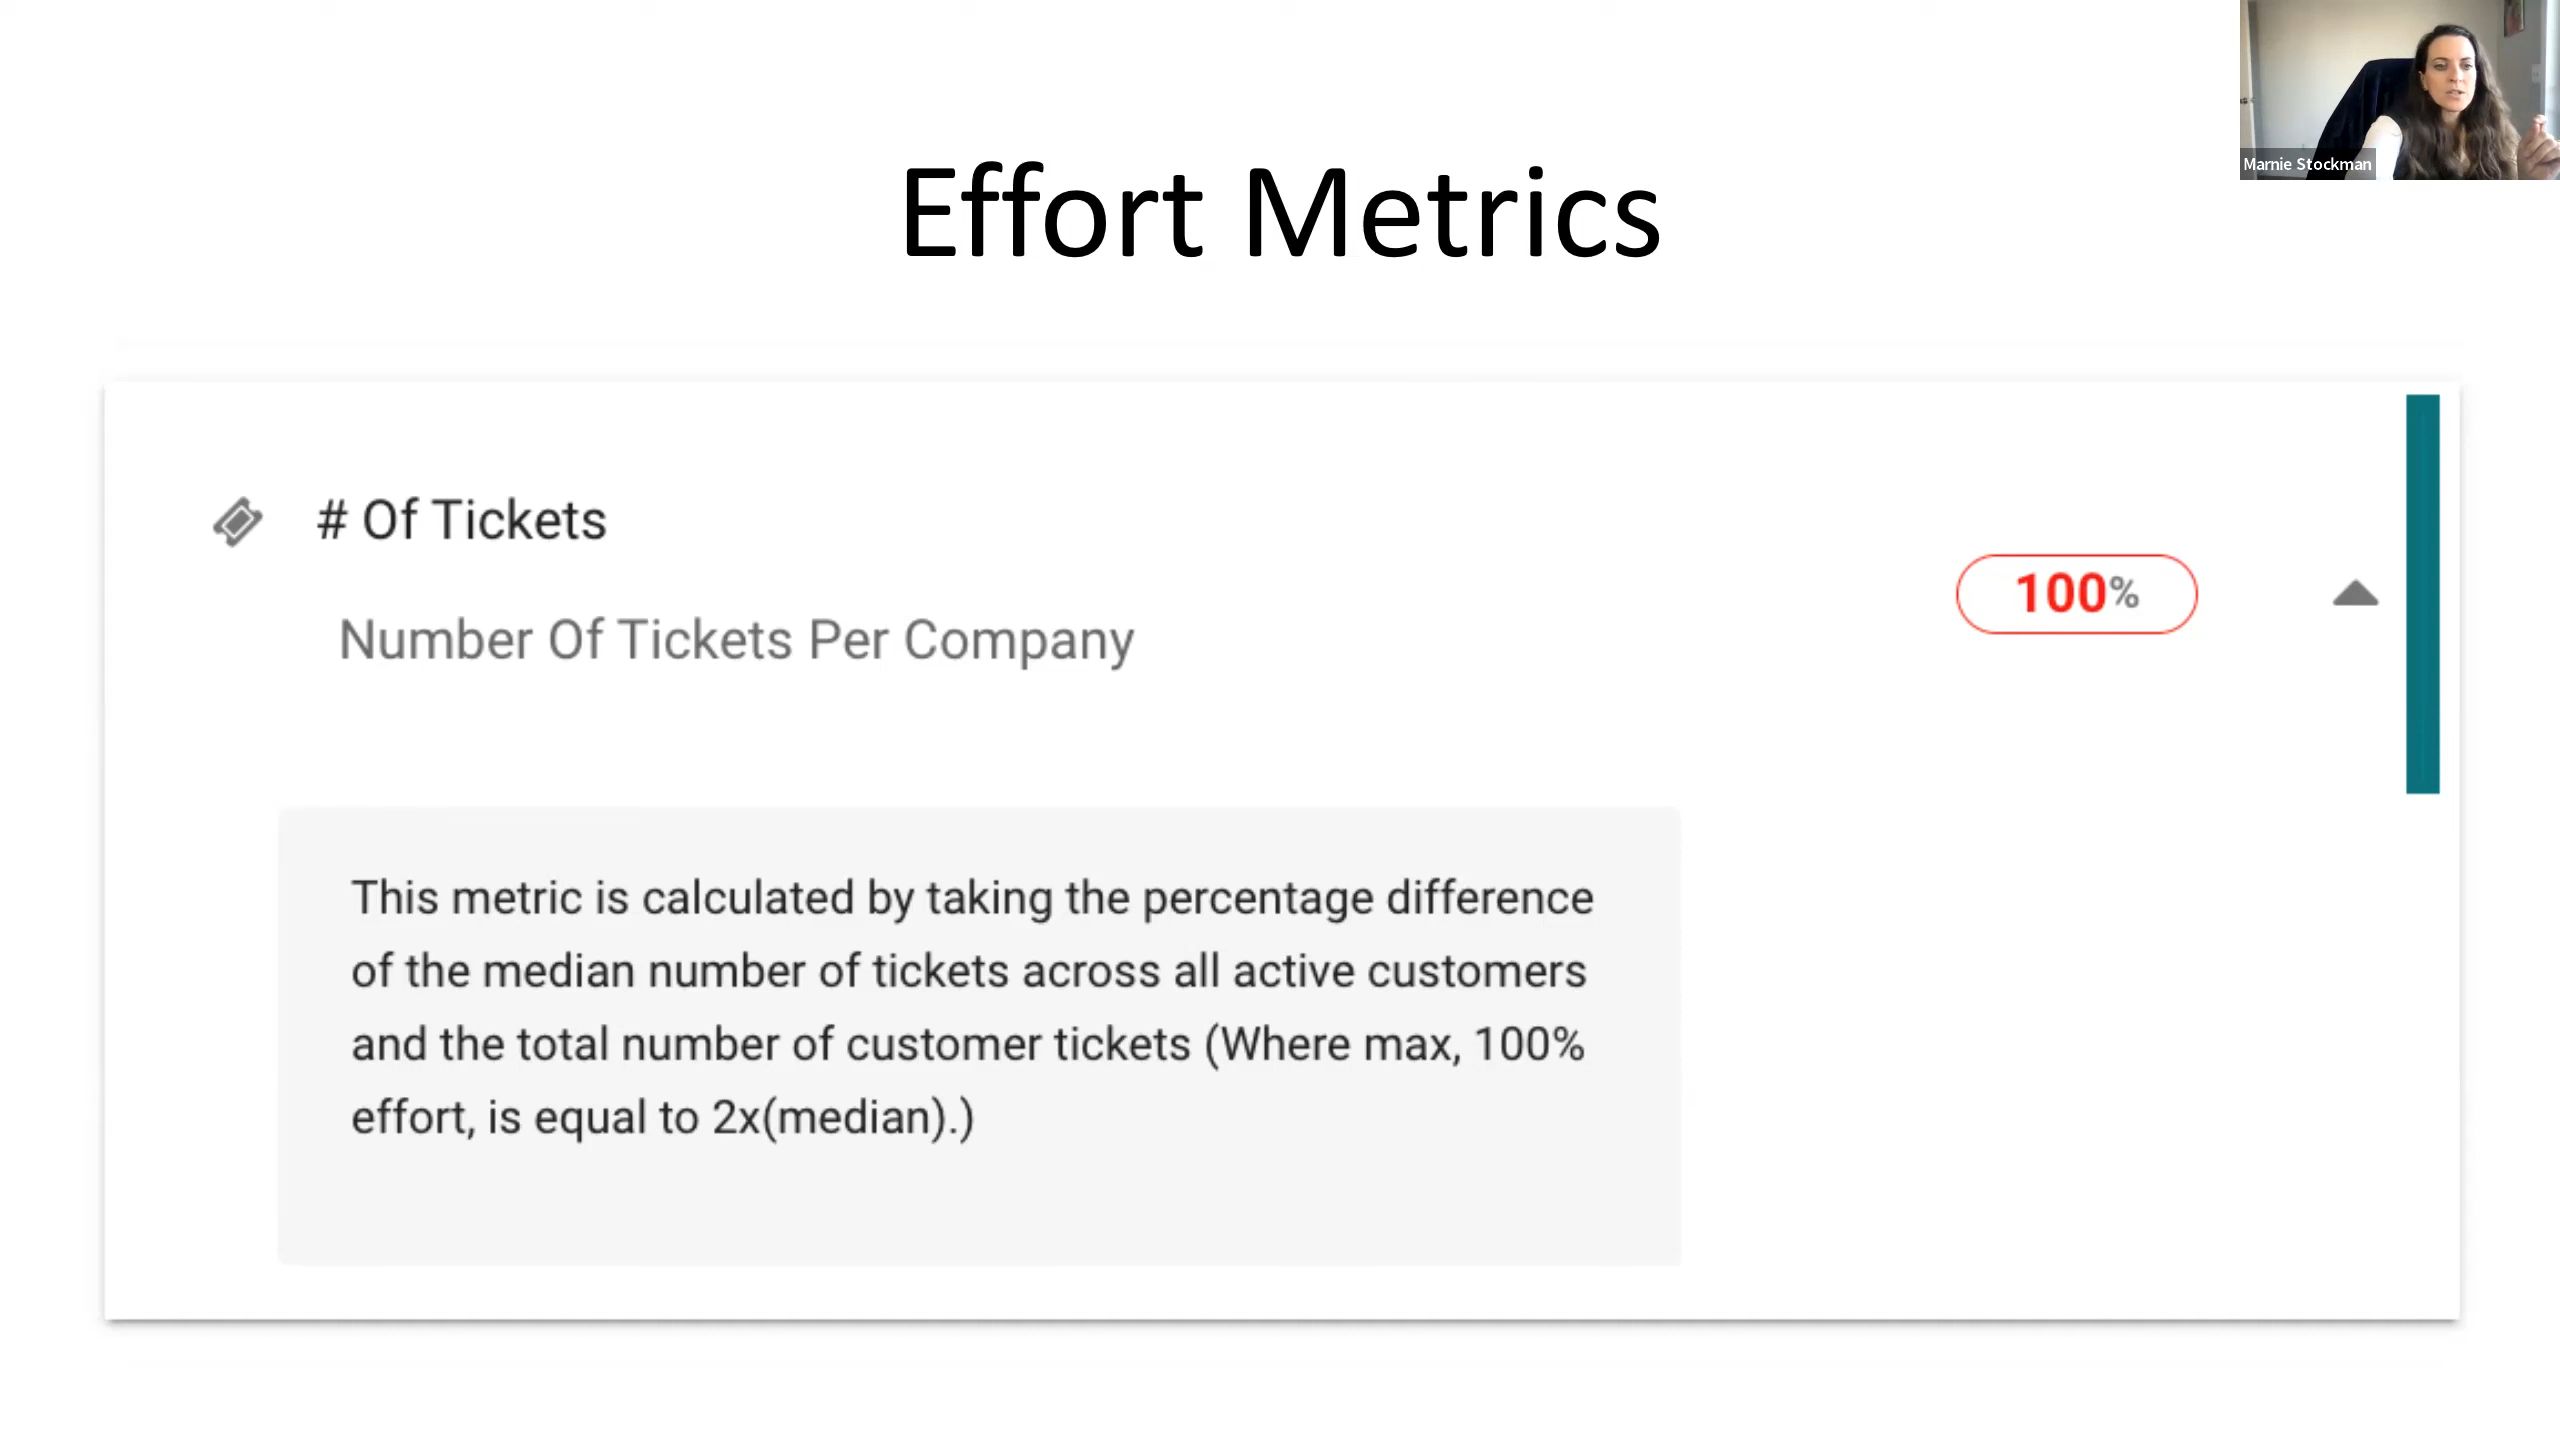 Marnie Stockman
Effort Metrics
# Of Tickets
100%
Number Of Tickets Per Company
This metric is calculated by taking the percentage difference
of the median number of tickets across all active customers
and the total number of customer tickets (Where max, 100%
effort, is equal to 2x(median).)